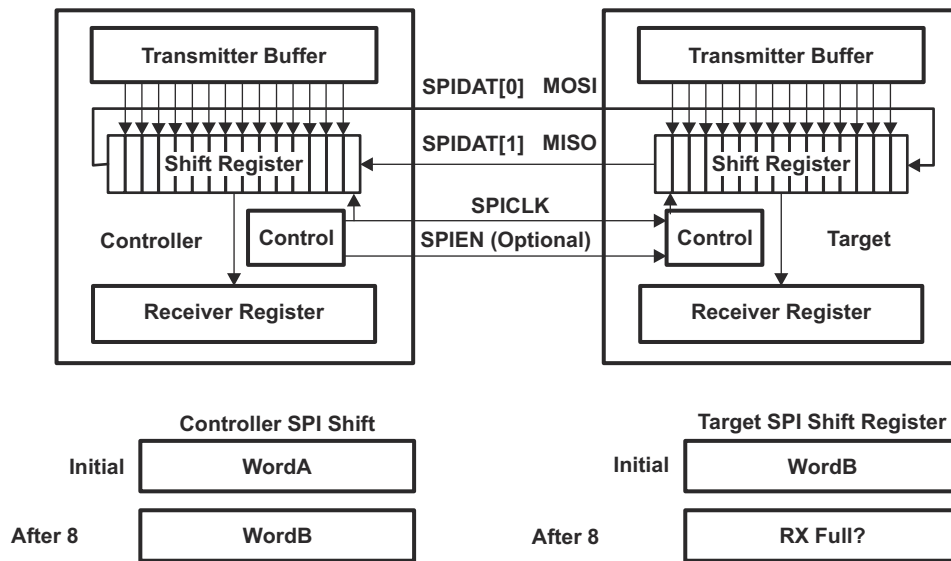 Transmitter Buffer
Transmitter Buffer
SPIDAT[0] MOSI
Shift Register
SPIDAT[1] MISO
Shift Register
SPICLK
Controller
Control
SPIEN (Optional)
Control
Target
Receiver Register
Receiver Register
Controller SPI Shift
Target SPI Shift Register
Initial
WordA
Initial
WordB
After 8
WordB
After 8
RX Full?